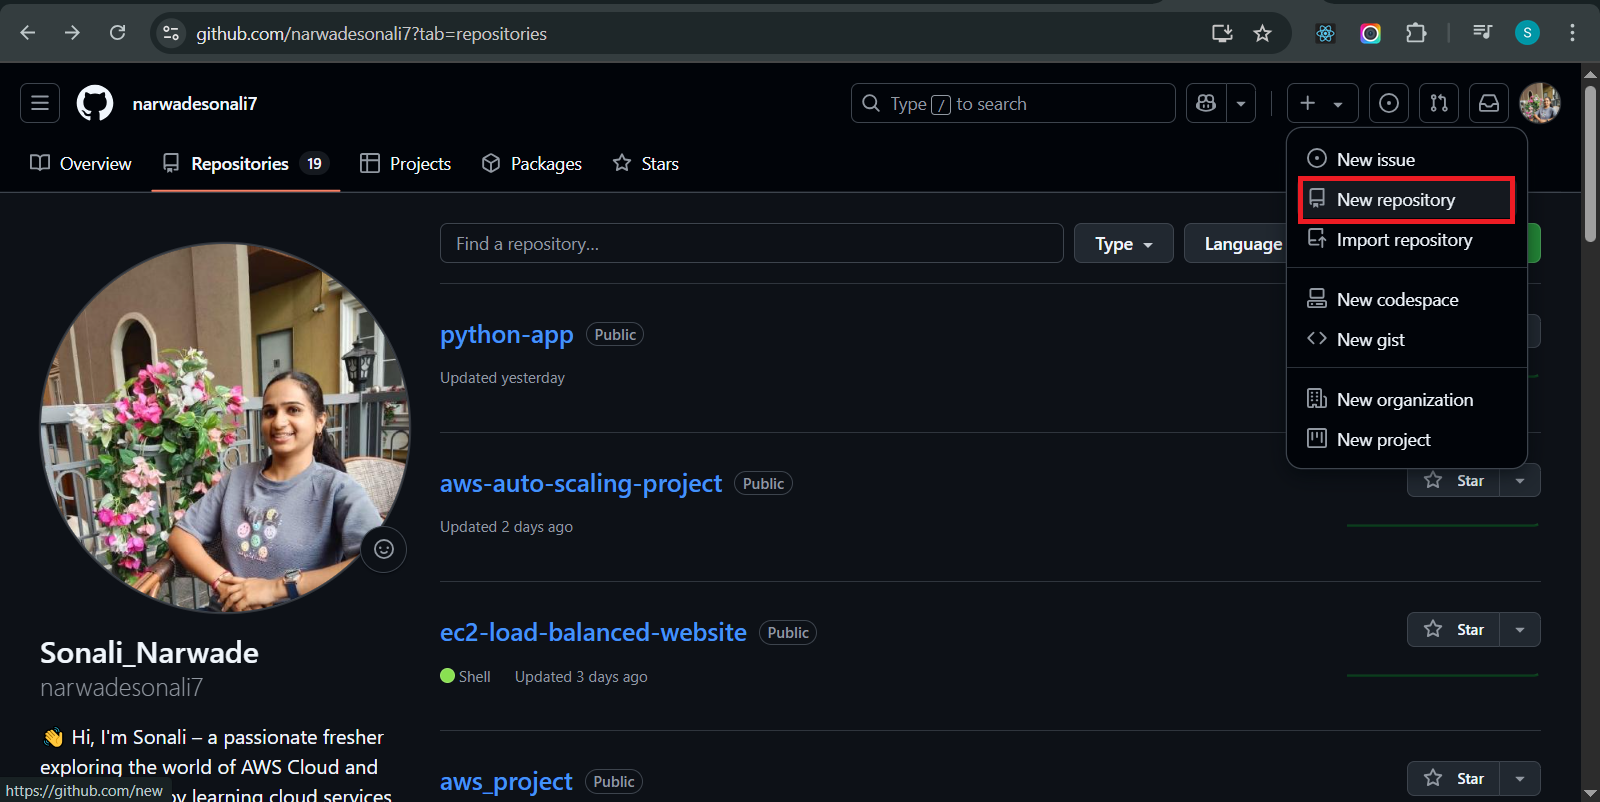 github.com/narwadesonali7?tab=repositories
S
narwadesonali7
Type / to search
Overview
Repositories 19
Projects
Packages
Stars
New issue
New repository
Import repository
New codespace
New gist
New organization
New project
Find a repository...
Type
Language
python-app Public
Updated yesterday
aws-auto-scaling-project Public
Updated 2 days ago
Star
ec2-load-balanced-website Public
Shell Updated 3 days ago
Star
aws_project Public
Star
Sonali_Narwade
narwadesonali7
👋 Hi, I'm Sonali – a passionate fresher
exploring the world of AWS Cloud and
learning cloud services
https://github.com/new